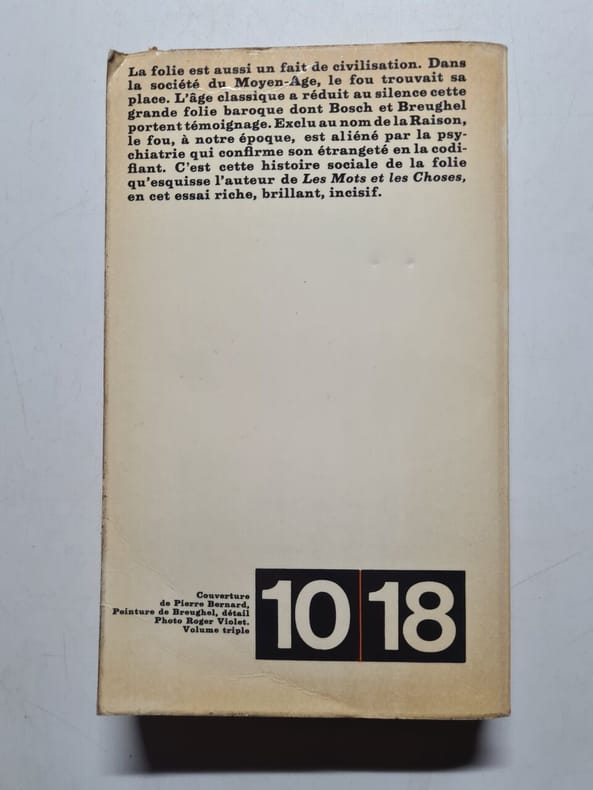 La folie est aussi un fait de civilisation. Dans
la société du Moyen-Age, le fou trouvait sa
place. L'âge classique a réduit au silence cette
grande folie baroque dont Bosch et Breughel
portent témoignage. Exclu au nom de la Raison,
le fou, à notre époque, est aliéné par la psy-
chiatrie qui confirme son étrangeté en la codi-
fiant. C'est cette histoire sociale de la folie
qu'esquisse l'auteur de Les Mots et les Choses,
en cet essai riche, brillant, incisif.
Couverture
de Pierre Bernard,
Peinture de Breughel, détail
Photo Roger Violet.
Volume triple
10 18